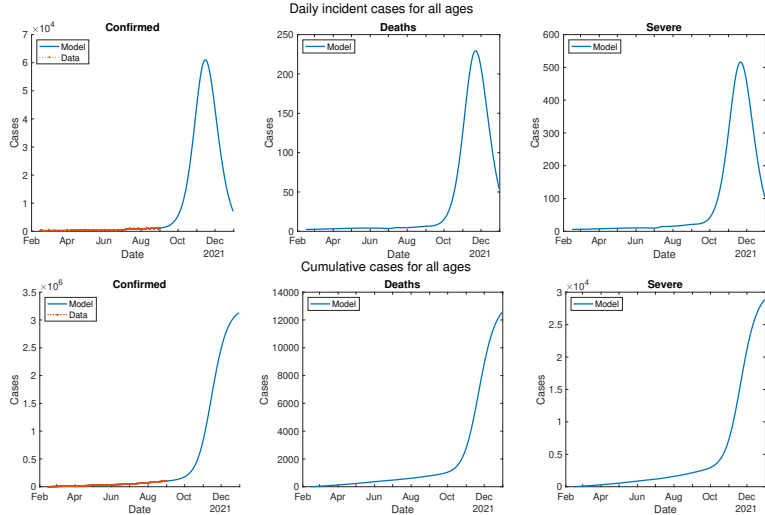 Daily incident cases for all ages
Confirmed
×10⁴
7
6
5
4
3
2
1
0
Cases
Model
Data
Feb Apr Jun Aug Oct Dec
Date
2021
Deaths
250
200
150
100
50
0
Cases
Model
Feb Apr Jun Aug Oct Dec
Date
2021
Severe
600
500
400
300
200
100
0
Cases
Model
Feb Apr Jun Aug Oct Dec
Date
2021
Cumulative cases for all ages
Confirmed
×10⁶
3.5
3
2.5
2
1.5
1
0.5
0
Cases
Model
Data
Feb Apr Jun Aug Oct Dec
Date
2021
Deaths
14000
12000
10000
8000
6000
4000
2000
0
Cases
Model
Feb Apr Jun Aug Oct Dec
Date
2021
Severe
×10⁴
3
2.5
2
1.5
1
0.5
0
Cases
Model
Feb Apr Jun Aug Oct Dec
Date
2021